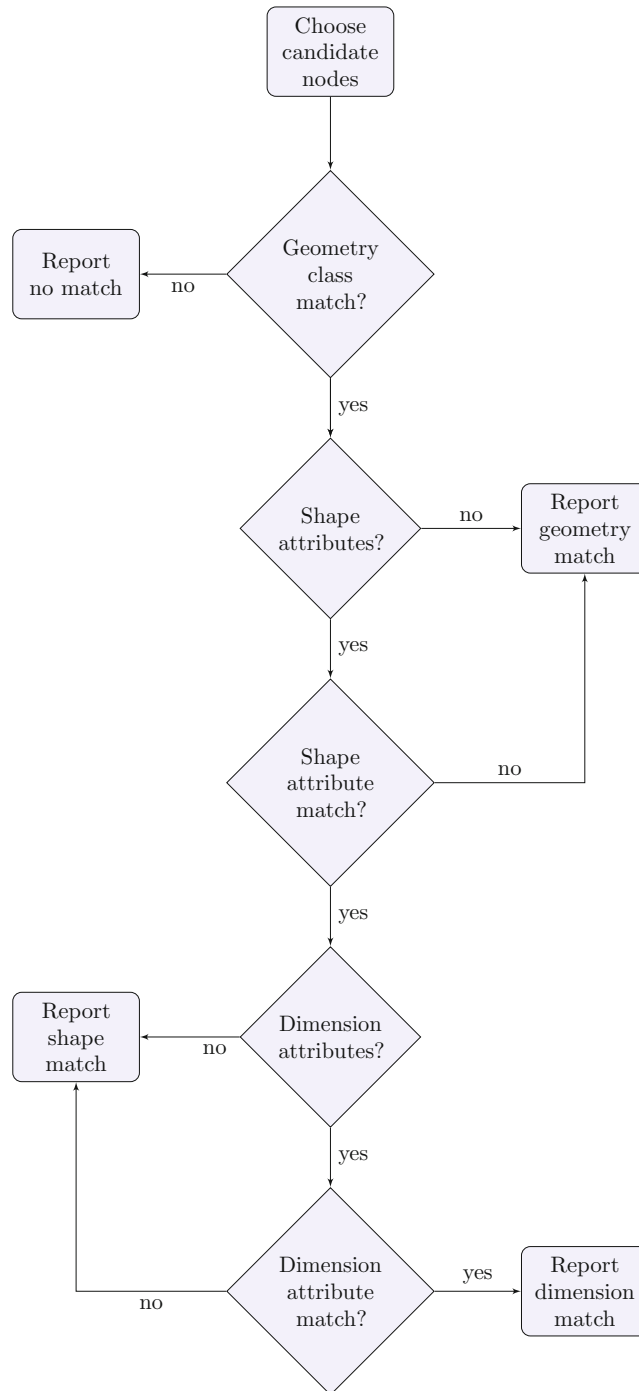 Choose
candidate
nodes
Geometry
class
match?
no
Report
no match
yes
Shape
attributes?
no
Report
geometry
match
yes
Shape
attribute
match?
no
yes
Dimension
attributes?
no
Report
shape
match
yes
Dimension
attribute
match?
no
yes
Report
dimension
match